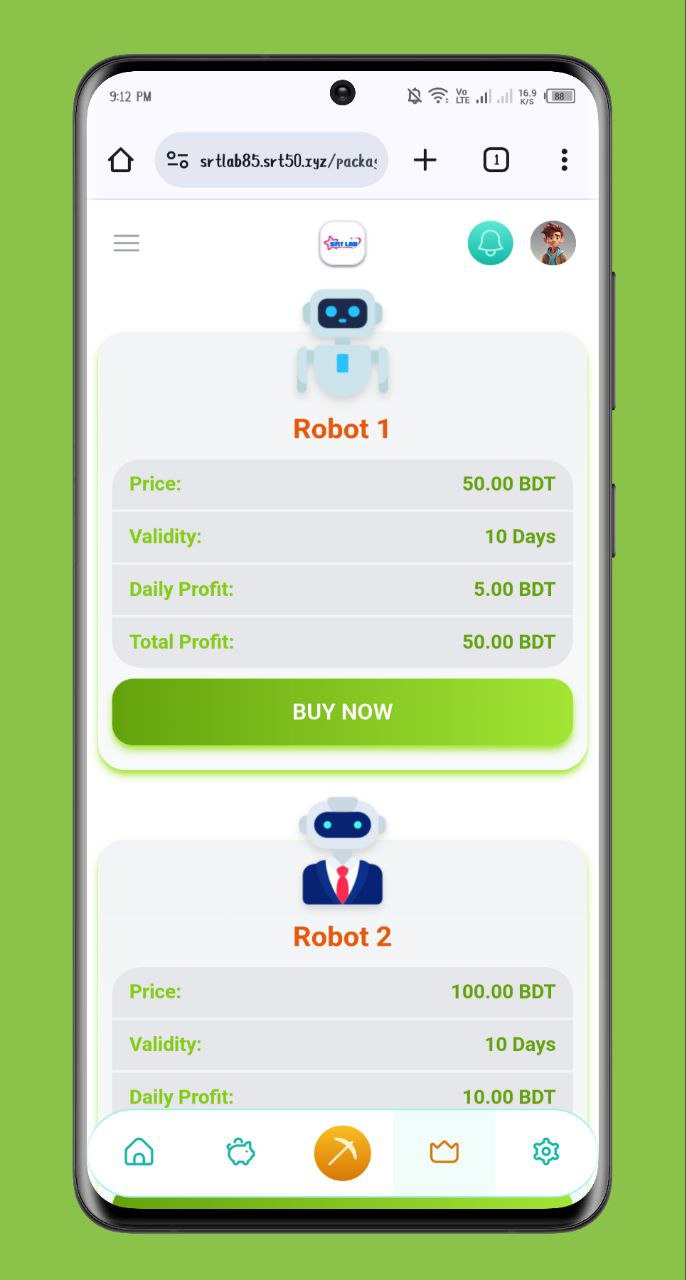 9:12 PM
Vo
LTE
16.9
K/S
88
srtlab85.srt50.xyz/packag
1
SRT LAB
Robot 1
Price: 50.00 BDT
Validity: 10 Days
Daily Profit: 5.00 BDT
Total Profit: 50.00 BDT
BUY NOW
Robot 2
Price: 100.00 BDT
Validity: 10 Days
Daily Profit: 10.00 BDT